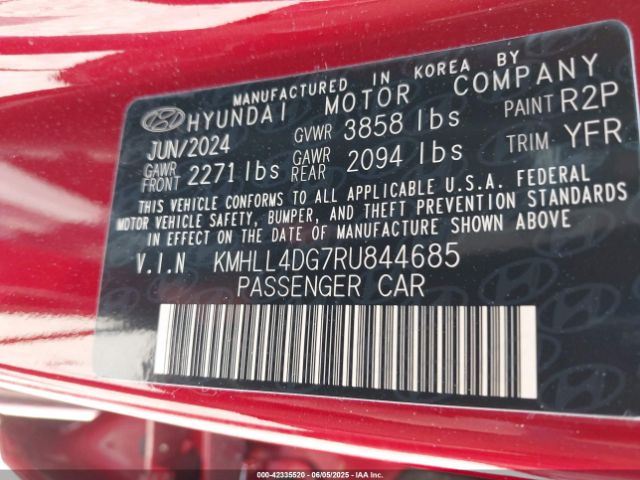 MANUFACTURED IN KOREA BY
HYUNDAI MOTOR COMPANY
JUN/2024 GVWR 3858 lbs PAINT R2P
GAWR FRONT 2271 lbs GAWR REAR 2094 lbs TRIM YFR
THIS VEHICLE CONFORMS TO ALL APPLICABLE U.S.A. FEDERAL
MOTOR VEHICLE SAFETY, BUMPER, AND THEFT PREVENTION STANDARDS
IN EFFECT ON THE DATE OF MANUFACTURE SHOWN ABOVE
V.I.N KMHLL4DG7RU844685
PASSENGER CAR
000-42335520 06/05/2025 IAAI.COM